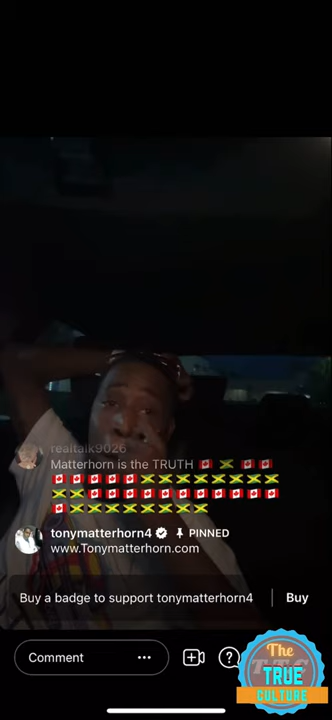 realtalk9026
Matterhorn is the TRUTH 🇨🇦 🇯🇲 🇨🇦 🇨🇦
🇨🇦🇨🇦🇨🇦🇨🇦🇨🇦🇯🇲🇯🇲🇯🇲🇯🇲🇯🇲🇯🇲🇯🇲🇯🇲
🇯🇲🇯🇲🇨🇦🇨🇦🇨🇦🇨🇦🇨🇦🇨🇦🇨🇦🇨🇦🇨🇦🇨🇦🇨🇦
🇨🇦🇯🇲🇯🇲🇯🇲🇯🇲🇯🇲🇯🇲🇯🇲🇯🇲
tonymatterhorn4 PINNED
www.Tonymatterhorn.com
Buy a badge to support tonymatterhorn4 Buy
Comment
The
TRUE
CULTURE